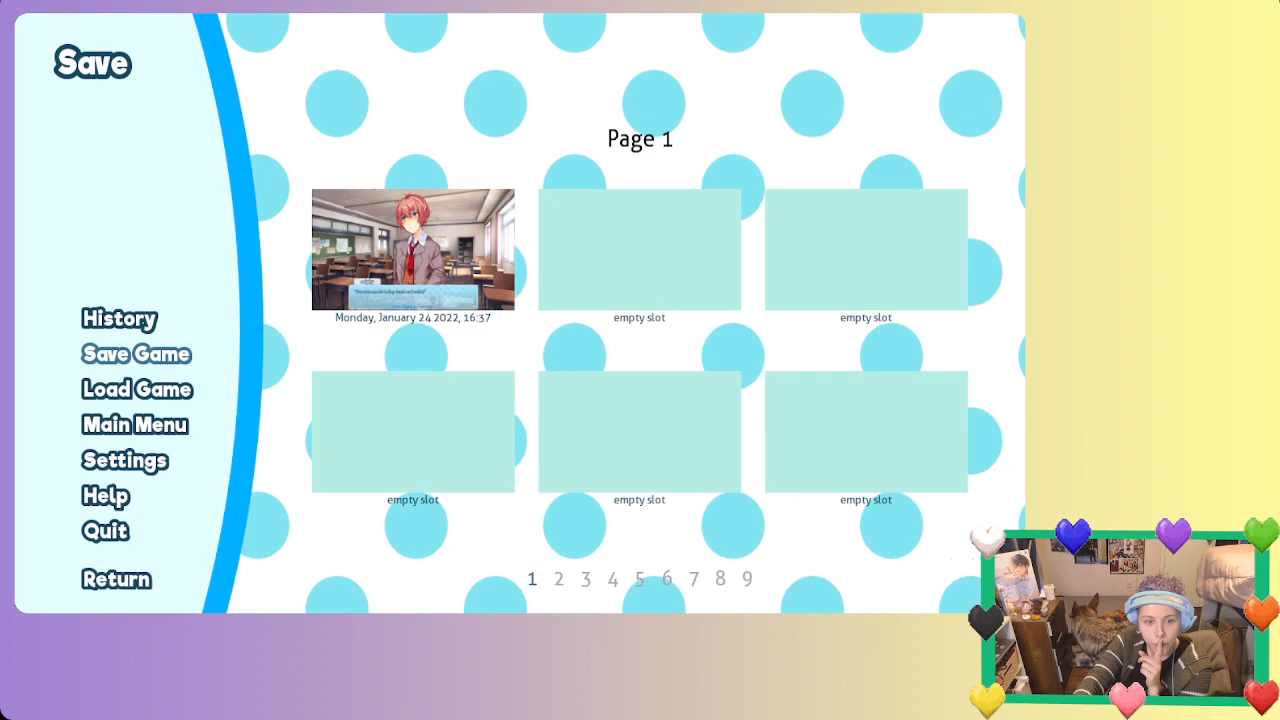 Save
Page 1
Monday, January 24 2022, 16:37
empty slot
empty slot
History
Save Game
Load Game
Main Menu
Settings
Help
Quit
Return
empty slot
empty slot
empty slot
1 2 3 4 5 6 7 8 9